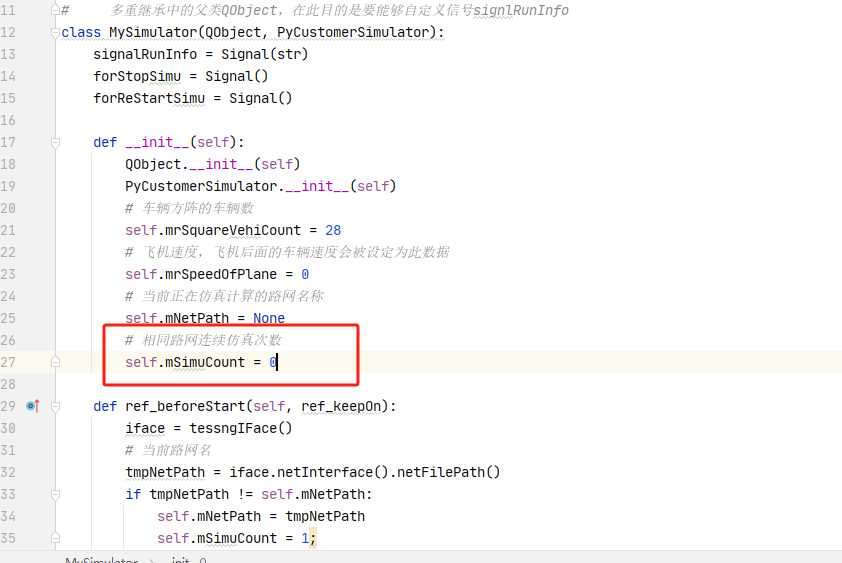 11 #     多重继承中的父类QObject，在此目的是要能够自定义信号signlRunInfo
12 class MySimulator(QObject, PyCustomerSimulator):
13     signalRunInfo = Signal(str)
14     forStopSimu = Signal()
15     forReStartSimu = Signal()
16
17     def __init__(self):
18         QObject.__init__(self)
19         PyCustomerSimulator.__init__(self)
20         # 车辆方阵的车辆数
21         self.mrSquareVehiCount = 28
22         # 飞机速度，飞机后面的车辆速度会被设定为此数据
23         self.mrSpeedOfPlane = 0
24         # 当前正在仿真计算的路网名称
25         self.mNetPath = None
26         # 相同路网连续仿真次数
27         self.mSimuCount = 0
28
29     def ref_beforeStart(self, ref_keepOn):
30         iface = tessngIFace()
31         # 当前路网名
32         tmpNetPath = iface.netInterface().netFilePath()
33         if tmpNetPath != self.mNetPath:
34             self.mNetPath = tmpNetPath
35             self.mSimuCount = 1;
MySimulator